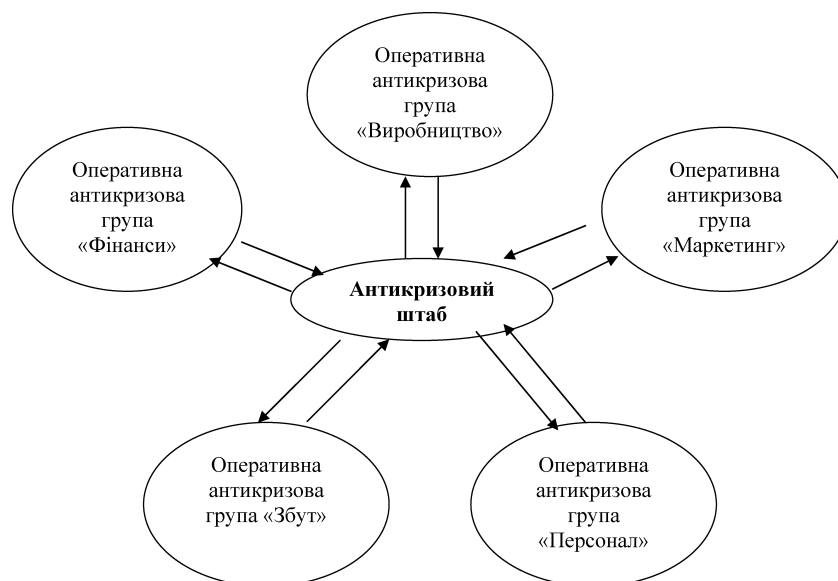 Оперативна
антикризова
група
«Виробництво»
Оперативна
антикризова
група
«Фінанси»
Оперативна
антикризова
група
«Маркетинг»
Антикризовий
штаб
Оперативна
антикризова
група «Збут»
Оперативна
антикризова
група
«Персонал»